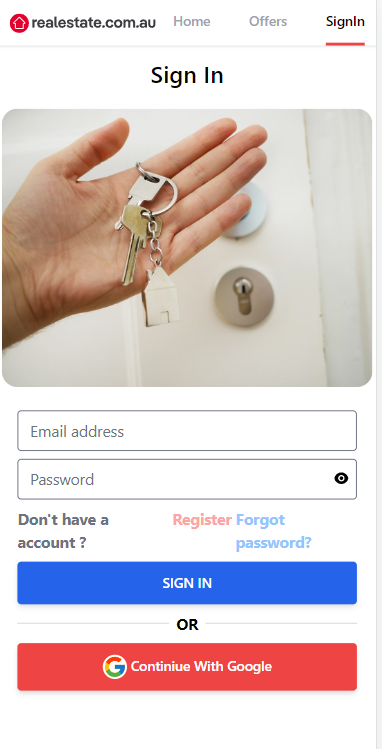 realestate.com.au Home Offers SignIn
Sign In
Email address
Password
Don't have a account ? Register Forgot password?
SIGN IN
OR
Continiue With Google